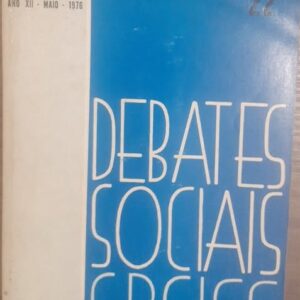 ANO XII - MAIO - 1976
22
DEBATES
SOCIAIS